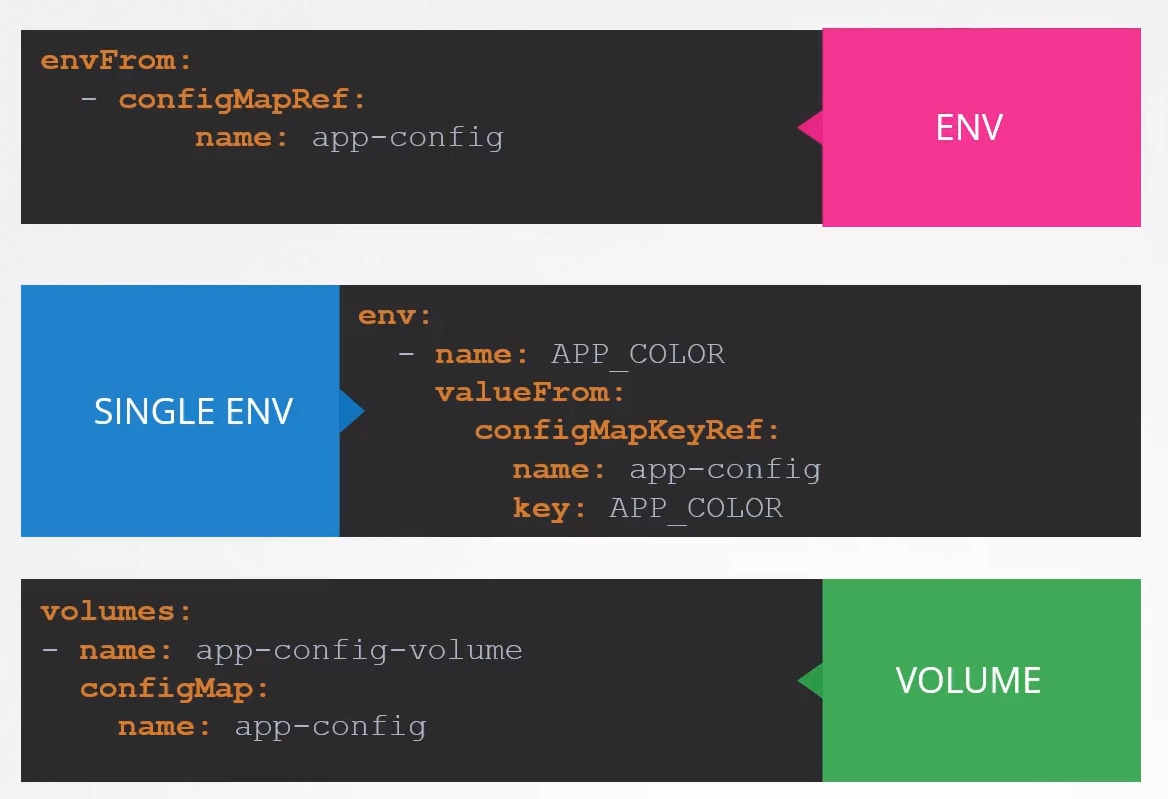 envFrom:
  - configMapRef:
        name: app-config
ENV
SINGLE ENV
env:
  - name: APP_COLOR
    valueFrom:
      configMapKeyRef:
        name: app-config
        key: APP_COLOR
volumes:
- name: app-config-volume
  configMap:
    name: app-config
VOLUME